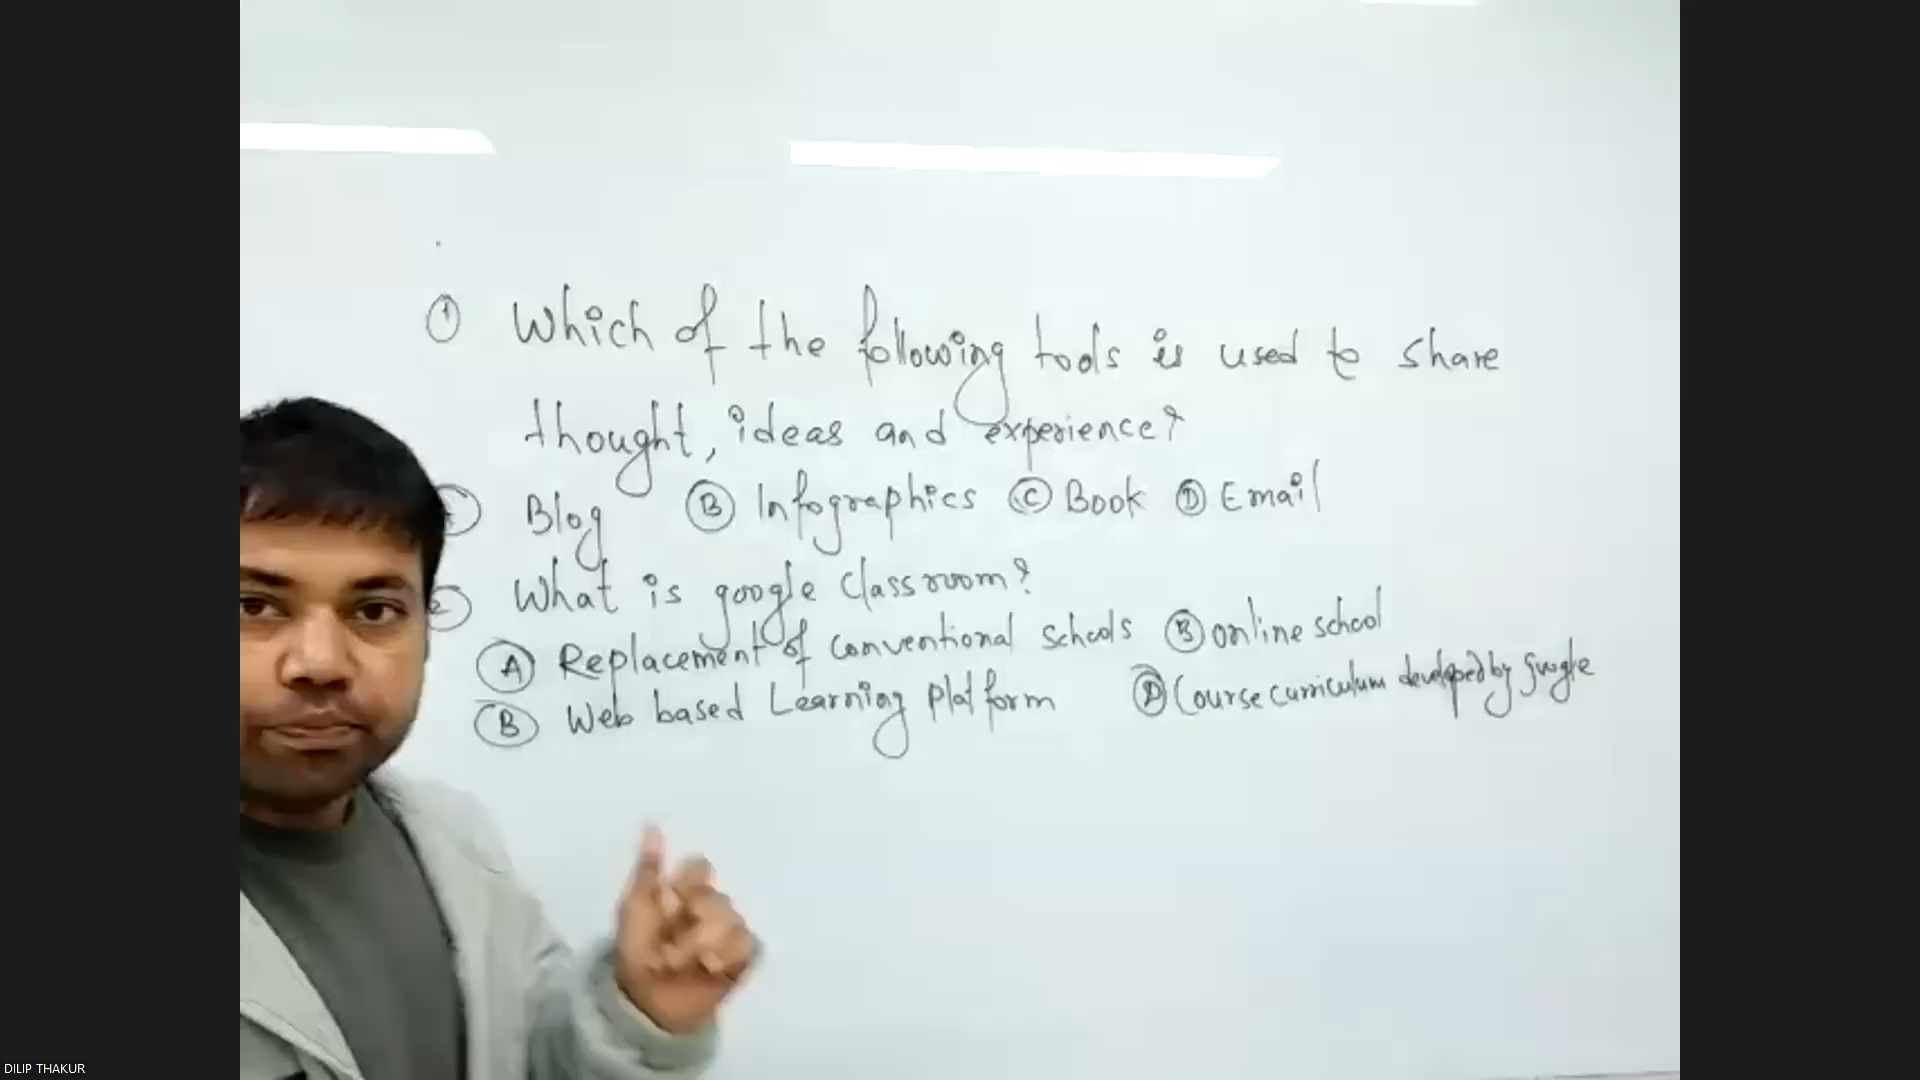 ① Which of the following tools is used to share
thought, ideas and experience?
Blog Ⓑ Infographics Ⓒ Book Ⓓ Email
② What is google classroom?
Ⓐ Replacement of conventional schools Ⓑ online school
Ⓑ Web based Learning platform Ⓓ Course curriculum developed by google
DILIP THAKUR